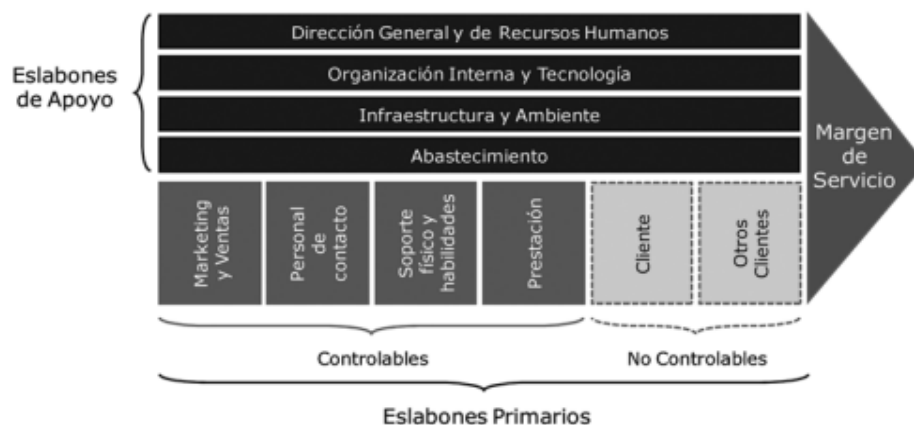 Dirección General y de Recursos Humanos
Eslabones
de Apoyo
Organización Interna y Tecnología
Infraestructura y Ambiente
Abastecimiento
Margen
de
Servicio
Marketing
y Ventas
Personal
de
contacto
Soporte
físico y
habilidades
Prestación
Cliente
Otros
Clientes
Controlables
No Controlables
Eslabones Primarios